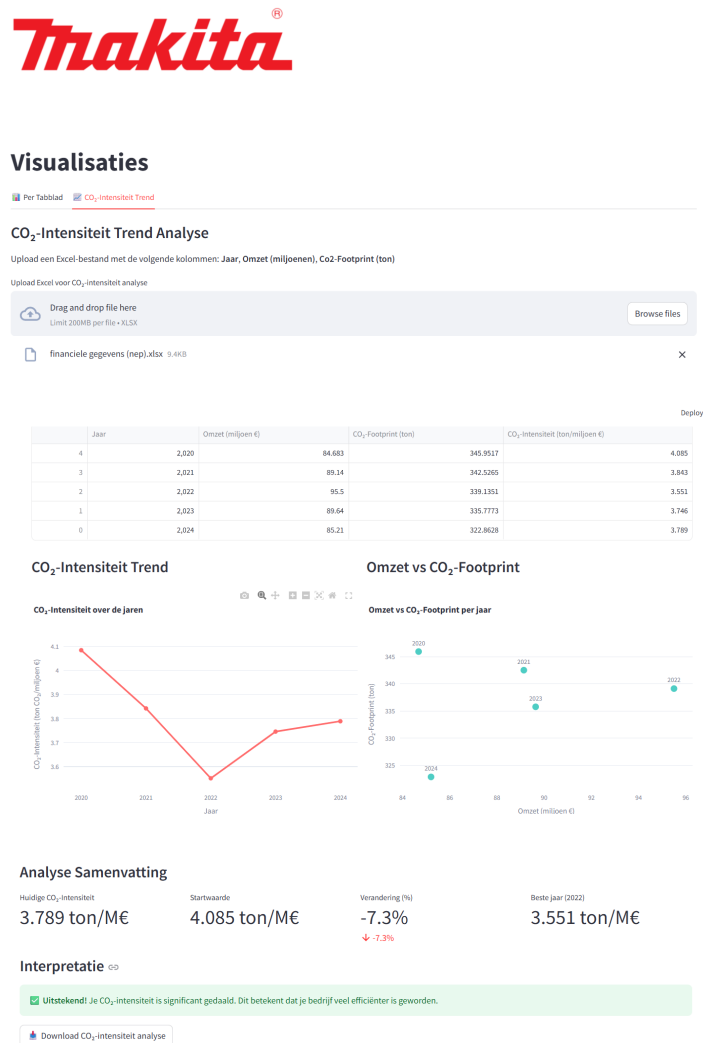 makita®
Visualisaties
Per Tabblad CO₂-Intensiteit Trend
CO₂-Intensiteit Trend Analyse
Upload een Excel-bestand met de volgende kolommen: Jaar, Omzet (miljoenen), Co2-Footprint (ton)
Upload Excel voor CO₂-intensiteit analyse
Drag and drop file here
Limit 200MB per file • XLSX
Browse files
financiele gegevens (nep).xlsx 9.4KB
Deploy
Jaar Omzet (miljoen €) CO₂-Footprint (ton) CO₂-Intensiteit (ton/miljoen €)
4 2,020 84.683 345.9517 4.085
3 2,021 89.14 342.5265 3.843
2 2,022 95.5 339.1351 3.551
1 2,023 89.64 335.7773 3.746
0 2,024 85.21 322.8628 3.789
CO₂-Intensiteit Trend
CO₂-Intensiteit over de jaren
CO₂-Intensiteit (ton CO₂/miljoen €)
4.1
4
3.9
3.8
3.7
3.6
2020 2021 2022 2023 2024
Jaar
Omzet vs CO₂-Footprint
Omzet vs CO₂-Footprint per jaar
CO₂-Footprint (ton)
345
340
335
330
325
2020
2021
2022
2023
2024
84 86 88 90 92 94 96
Omzet (miljoen €)
Analyse Samenvatting
Huidige CO₂-Intensiteit Startwaarde Verandering (%) Beste jaar (2022)
3.789 ton/M€ 4.085 ton/M€ -7.3% 3.551 ton/M€
↓ -7.3%
Interpretatie
Uitstekend! Je CO₂-intensiteit is significant gedaald. Dit betekent dat je bedrijf veel efficiënter is geworden.
Download CO₂-intensiteit analyse